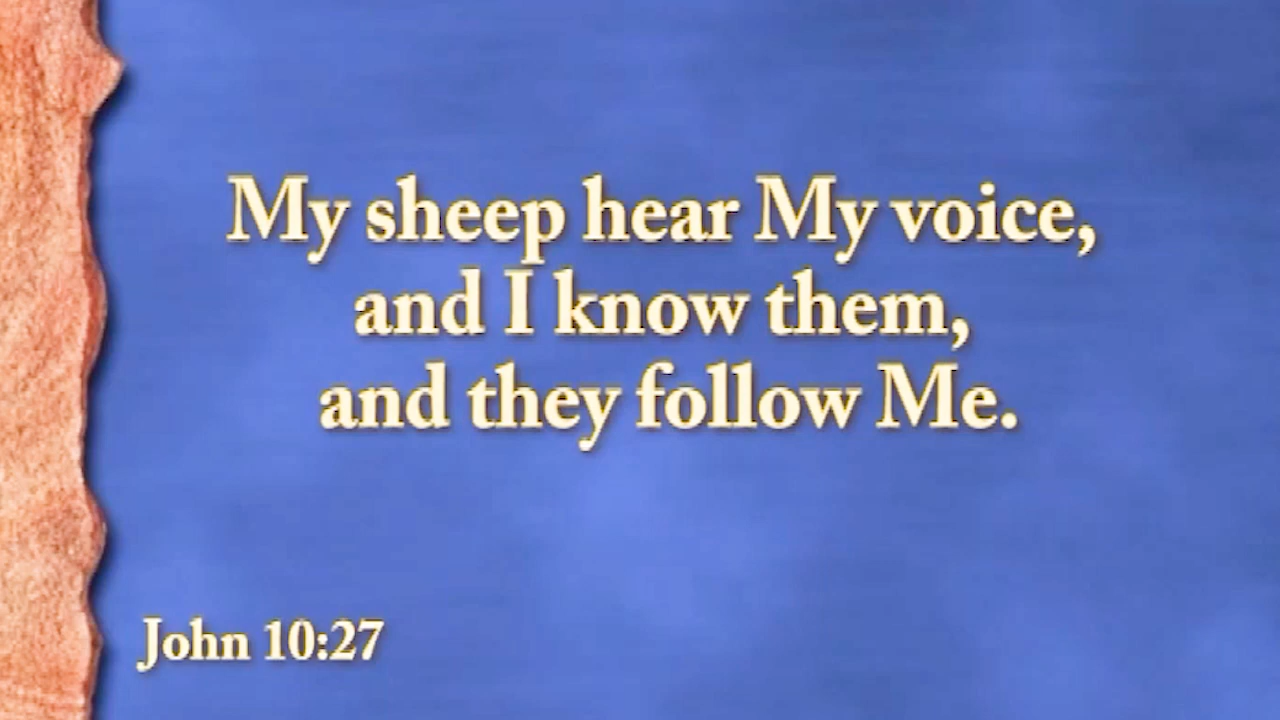 My sheep hear My voice,
and I know them,
and they follow Me.
John 10:27